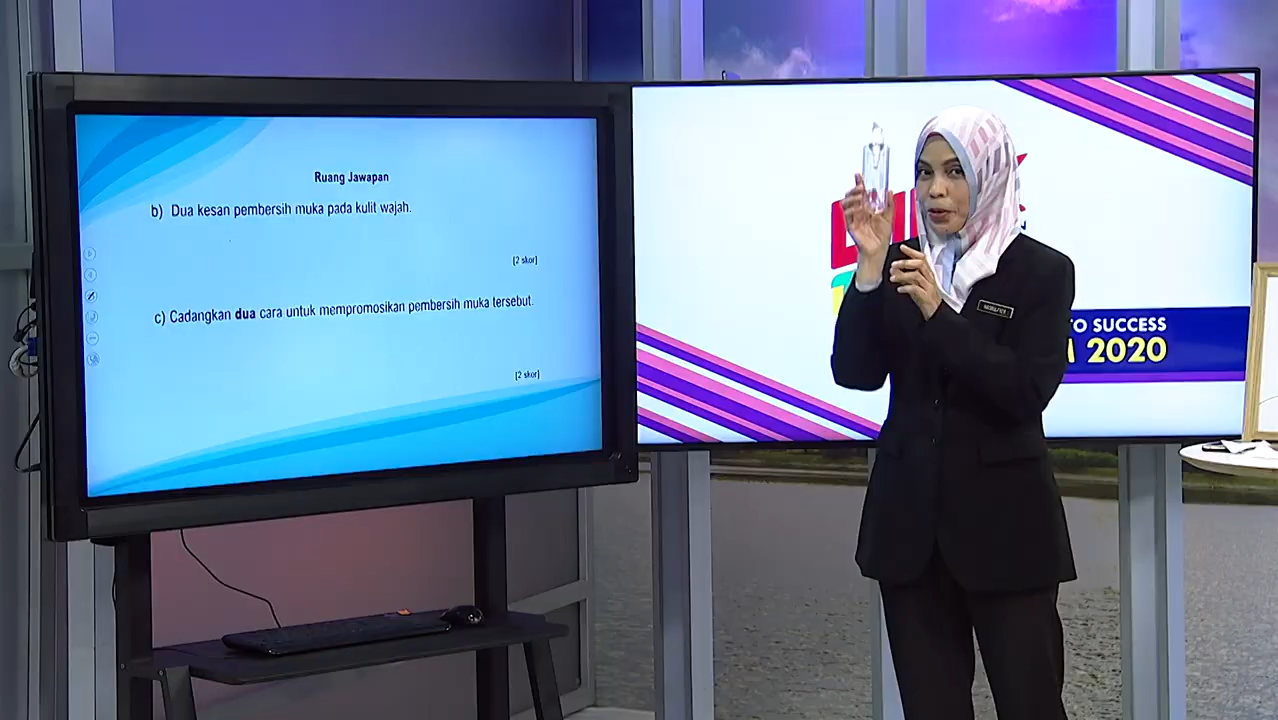 Ruang Jawapan
b) Dua kesan pembersih muka pada kulit wajah.
[2 skor]
c) Cadangkan dua cara untuk mempromosikan pembersih muka tersebut.
[2 skor]
TO SUCCESS
2020